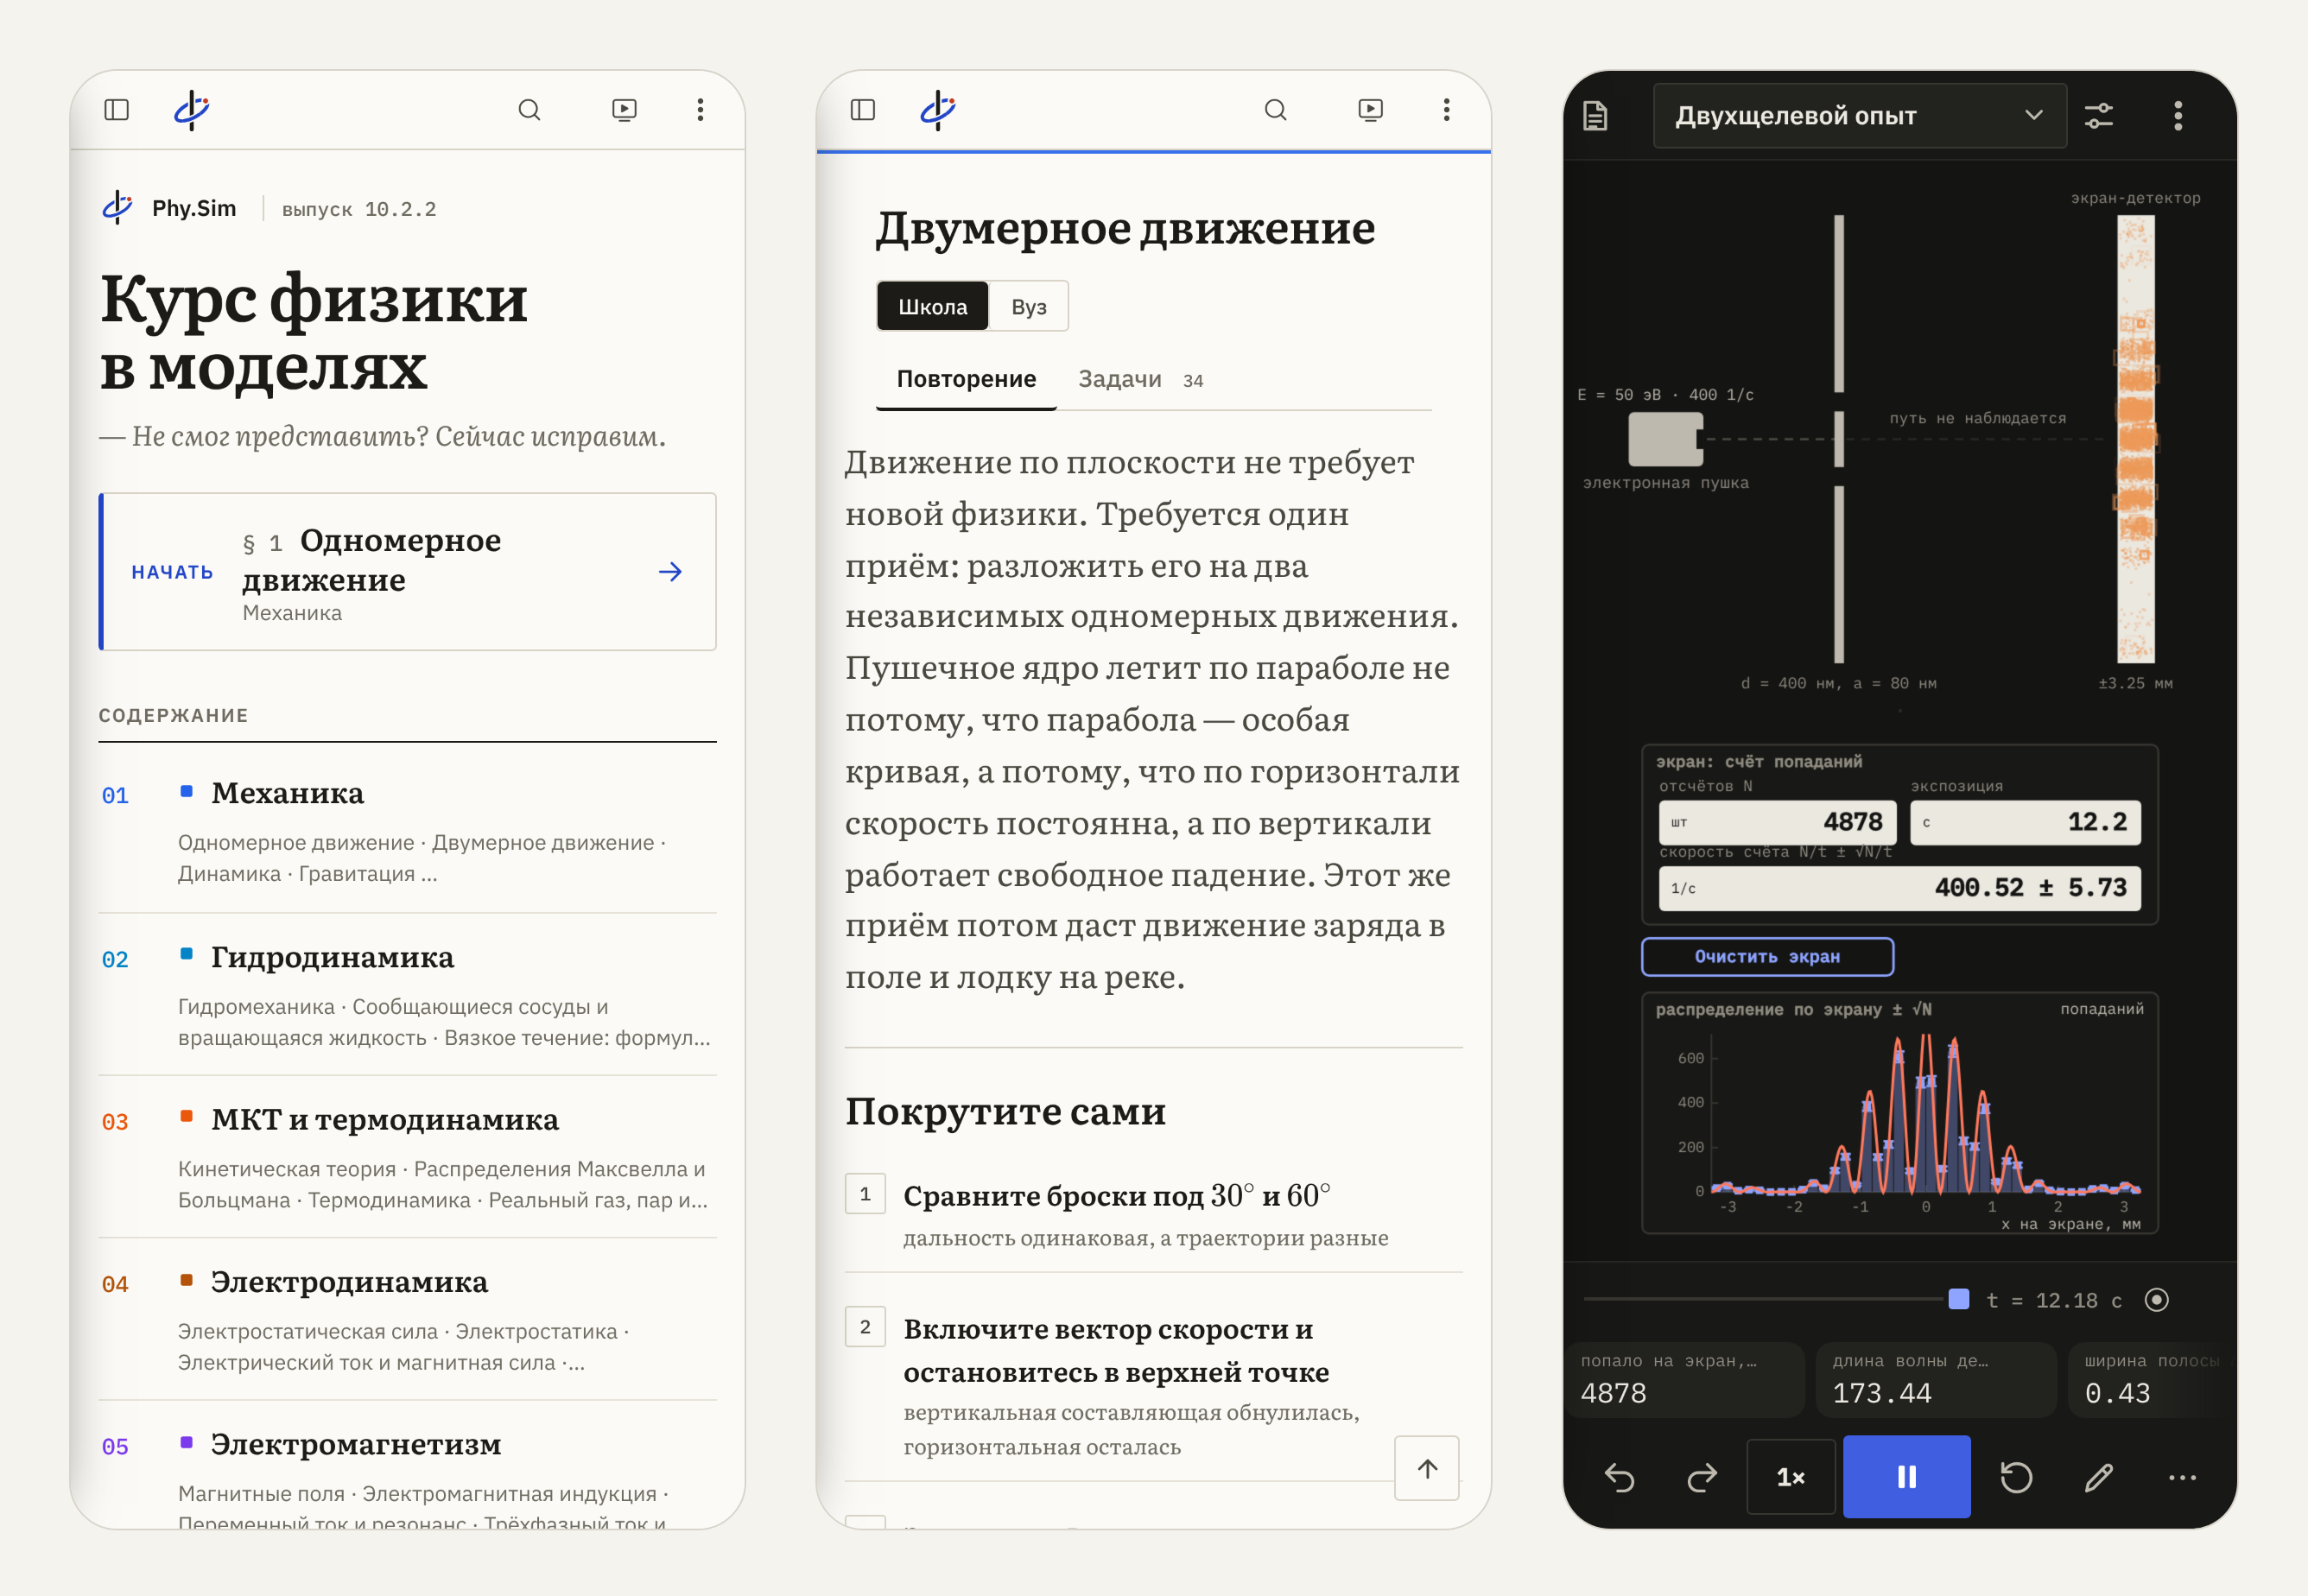 Phy.Sim выпуск 10.2.2
Курс физики
в моделях
— Не смог представить? Сейчас исправим.
НАЧАТЬ
§ 1 Одномерное
движение
Механика
СОДЕРЖАНИЕ
01 Механика
Одномерное движение · Двумерное движение ·
Динамика · Гравитация ...
02 Гидродинамика
Гидромеханика · Сообщающиеся сосуды и
вращающаяся жидкость · Вязкое течение: формул...
03 МКТ и термодинамика
Кинетическая теория · Распределения Максвелла и
Больцмана · Термодинамика · Реальный газ, пар и...
04 Электродинамика
Электростатическая сила · Электростатика ·
Электрический ток и магнитная сила ·...
05 Электромагнетизм
Магнитные поля · Электромагнитная индукция ·
Переменный ток и резонанс · Трёхфазный ток и
Двумерное движение
Школа Вуз
Повторение Задачи 34
Движение по плоскости не требует
новой физики. Требуется один
приём: разложить его на два
независимых одномерных движения.
Пушечное ядро летит по параболе не
потому, что парабола — особая
кривая, а потому, что по горизонтали
скорость постоянна, а по вертикали
работает свободное падение. Этот же
приём потом даст движение заряда в
поле и лодку на реке.
Покрутите сами
1 Сравните броски под 30° и 60°
дальность одинаковая, а траектории разные
2 Включите вектор скорости и
остановитесь в верхней точке
вертикальная составляющая обнулилась,
горизонтальная осталась
Двухщелевой опыт
экран-детектор
E = 50 эВ · 400 1/с
путь не наблюдается
электронная пушка
d = 400 нм, a = 80 нм
±3.25 мм
экран: счёт попаданий
отсчётов N экспозиция
шт 4878 с 12.2
скорость счёта N/t ± √N/t
1/с 400.52 ± 5.73
Очистить экран
распределение по экрану ± √N попаданий
600
400
200
0
-3 -2 -1 0 1 2 3
x на экране, мм
t = 12.18 с
попало на экран,… длина волны де… ширина полосы
4878 173.44 0.43
1×